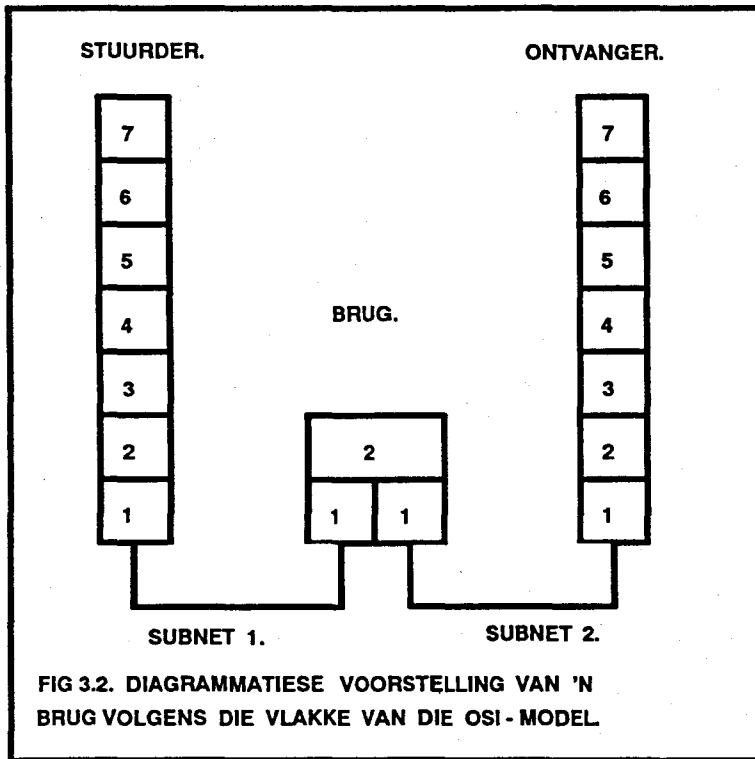 STUURDER.
ONTVANGER.
7
7
6
6
5
5
BRUG.
4
4
3
3
2
2
2
1
1
1
1
SUBNET 1.
SUBNET 2.
FIG 3.2. DIAGRAMMATIESE VOORSTELLING VAN 'N
BRUG VOLGENS DIE VLAKKE VAN DIE OSI - MODEL.